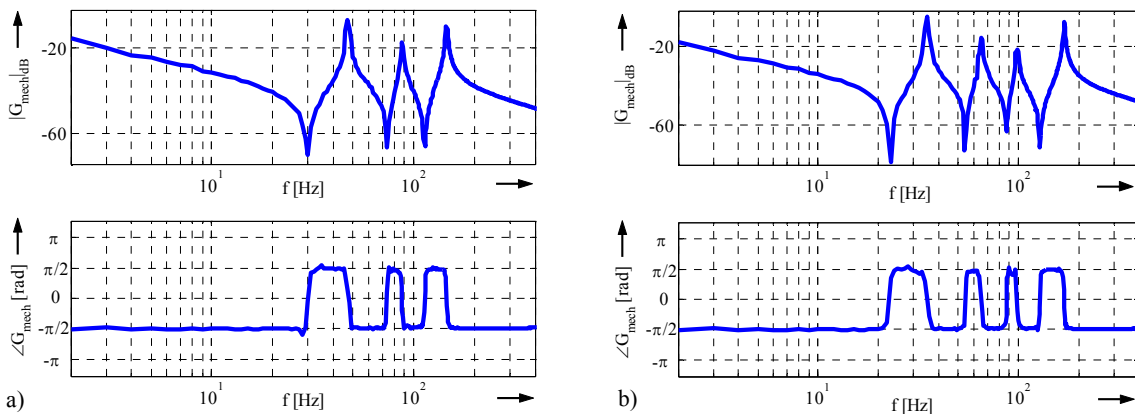 |G_mech|dB
-20
-60
10^1
10^2
f [Hz]
∠G_mech [rad]
π
π/2
0
-π/2
-π
10^1
10^2
f [Hz]
a)
|G_mech|dB
-20
-60
10^1
10^2
f [Hz]
∠G_mech [rad]
π
π/2
0
-π/2
-π
10^1
10^2
f [Hz]
b)